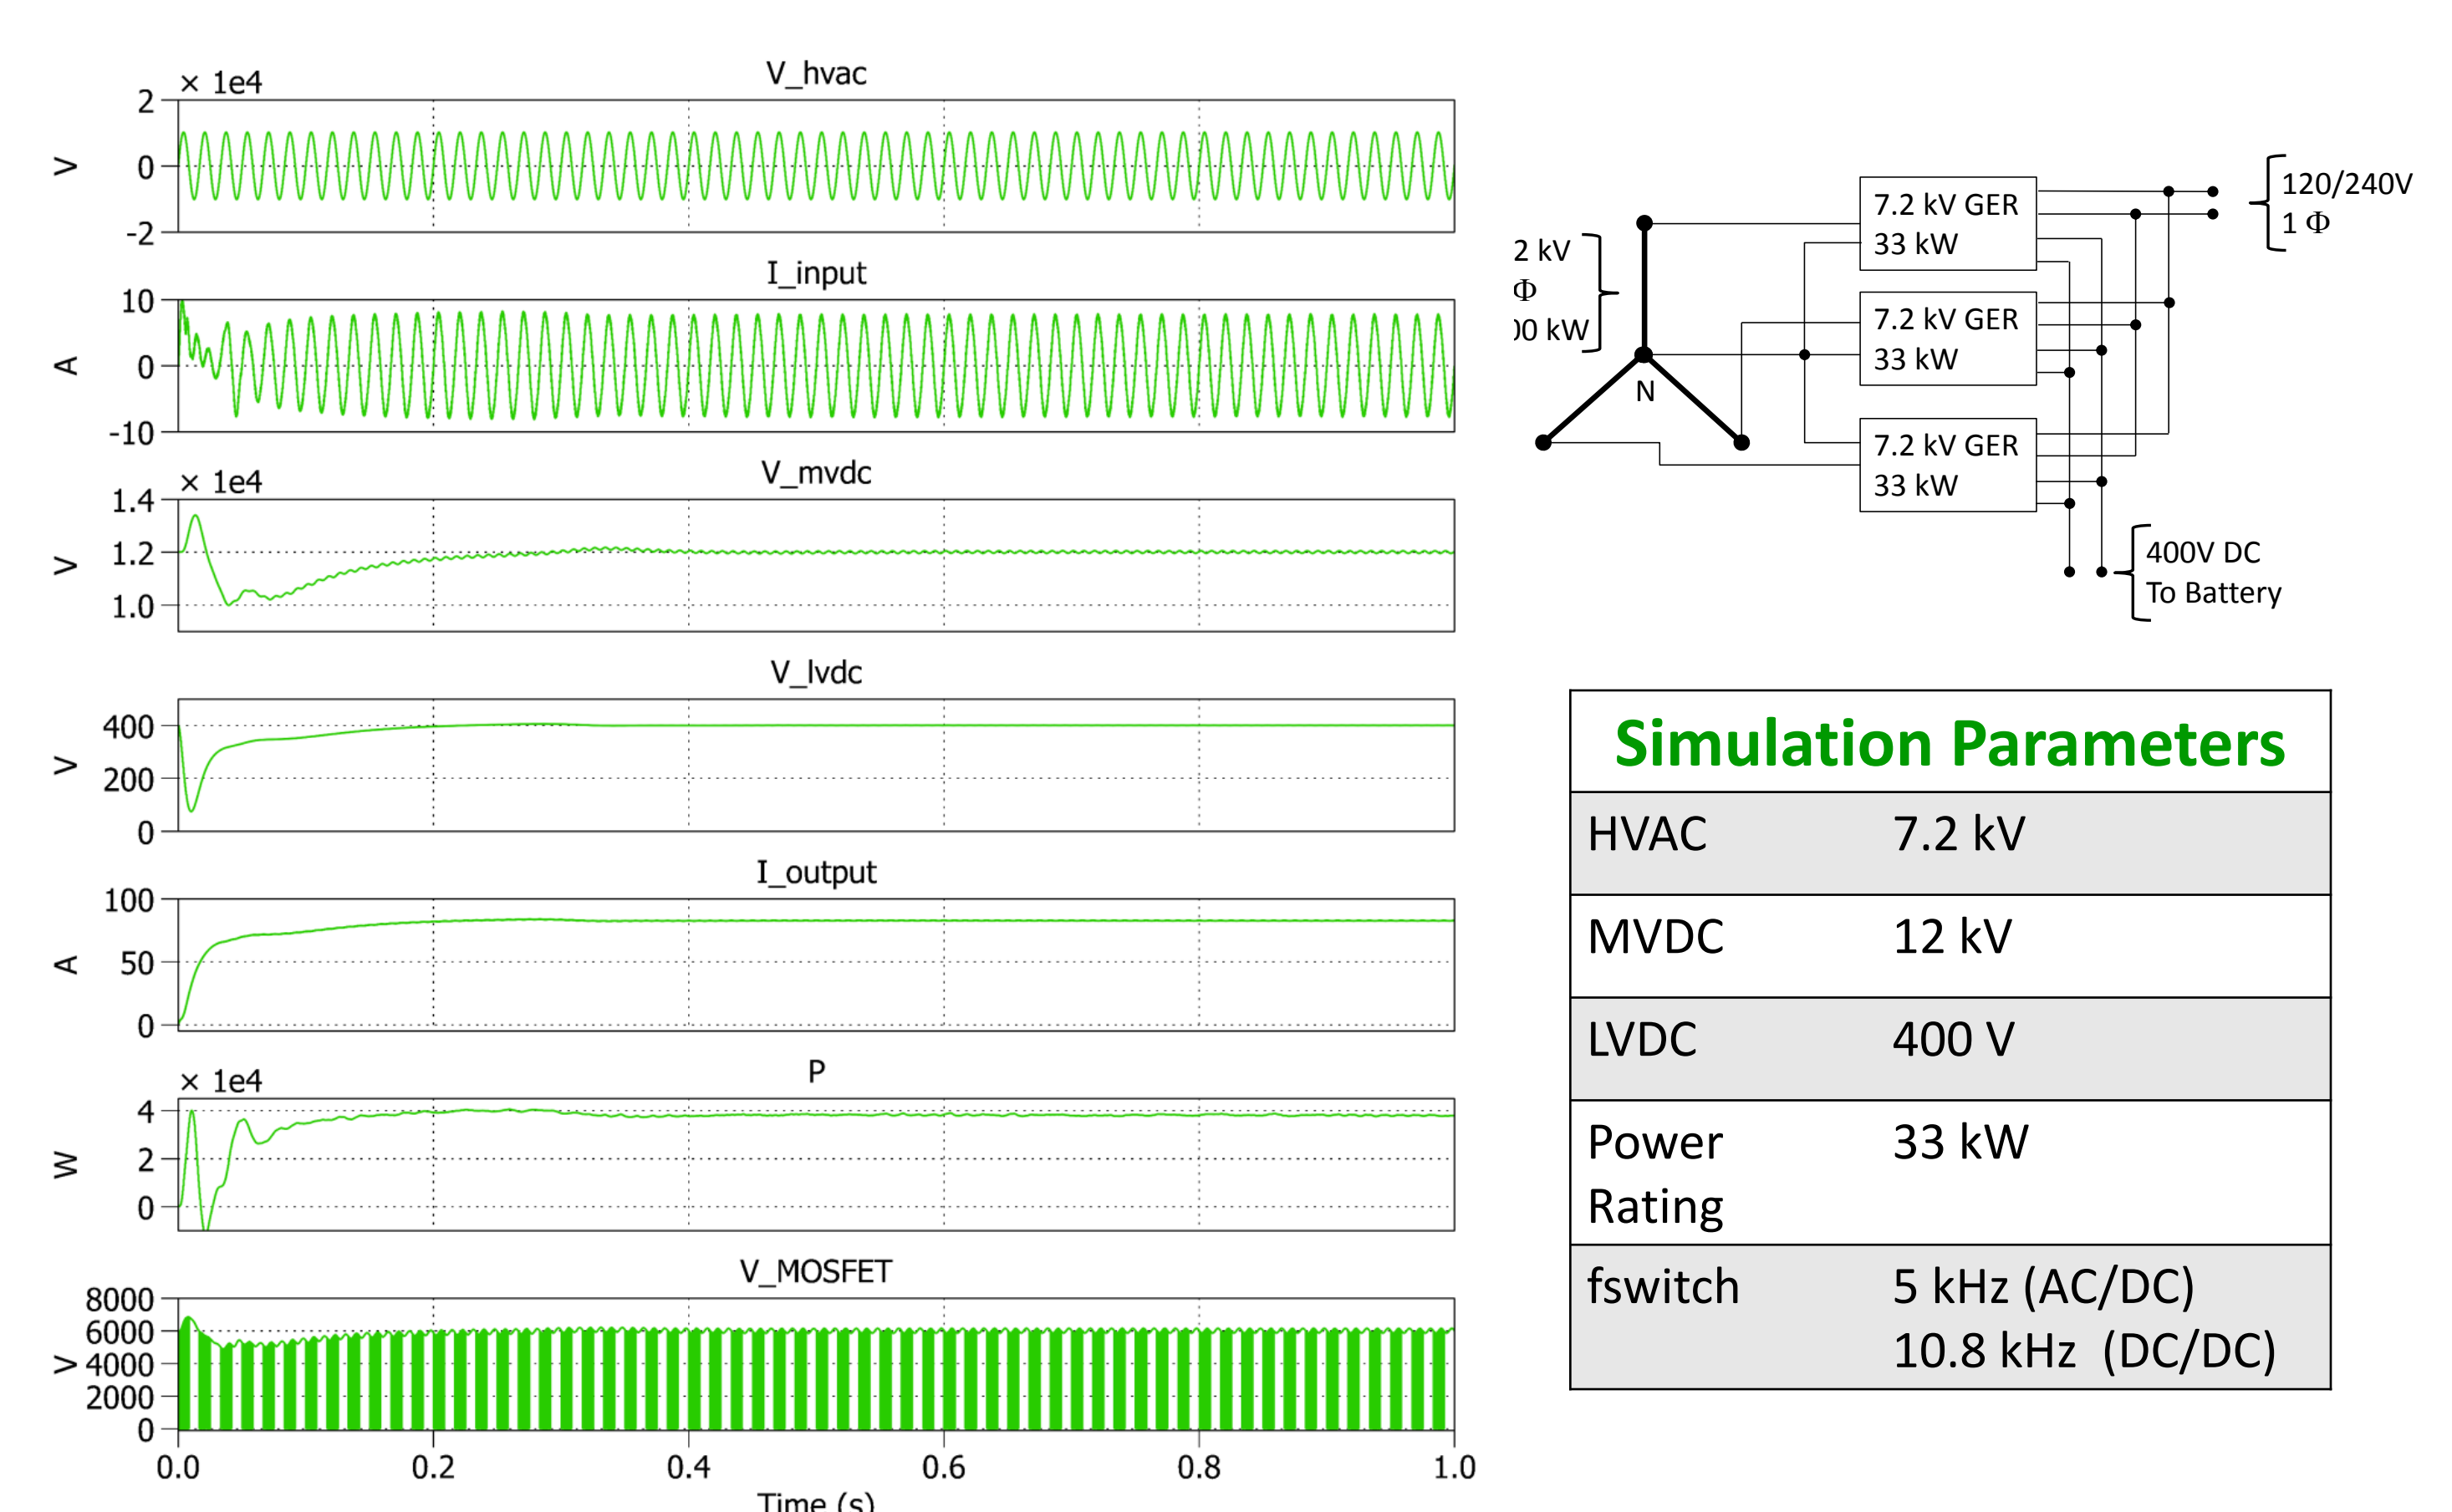 V_hvac
× 1e4
2
0
-2
V
I_input
10
0
-10
A
V_mvdc
× 1e4
1.4
1.2
1.0
V
V_lvdc
400
200
0
V
I_output
100
50
0
A
P
× 1e4
4
2
0
W
V_MOSFET
8000
6000
4000
2000
0
V
0.0 0.2 0.4 0.6 0.8 1.0
Time (s)
2 kV
Φ
00 kW
N
7.2 kV GER
33 kW
7.2 kV GER
33 kW
7.2 kV GER
33 kW
120/240V
1 Φ
400V DC
To Battery
Simulation Parameters
HVAC 7.2 kV
MVDC 12 kV
LVDC 400 V
Power 33 kW
Rating
fswitch 5 kHz (AC/DC)
10.8 kHz (DC/DC)